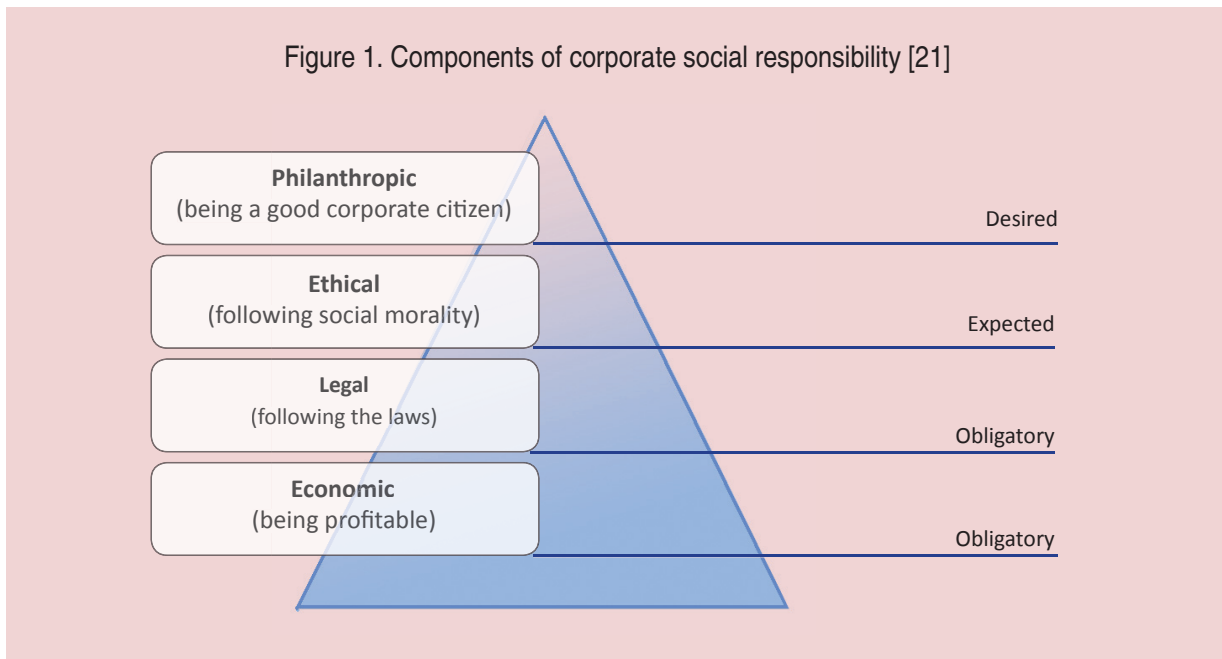 Figure 1. Components of corporate social responsibility [21]
Philanthropic
(being a good corporate citizen)
Desired
Ethical
(following social morality)
Expected
Legal
(following the laws)
Obligatory
Economic
(being profitable)
Obligatory